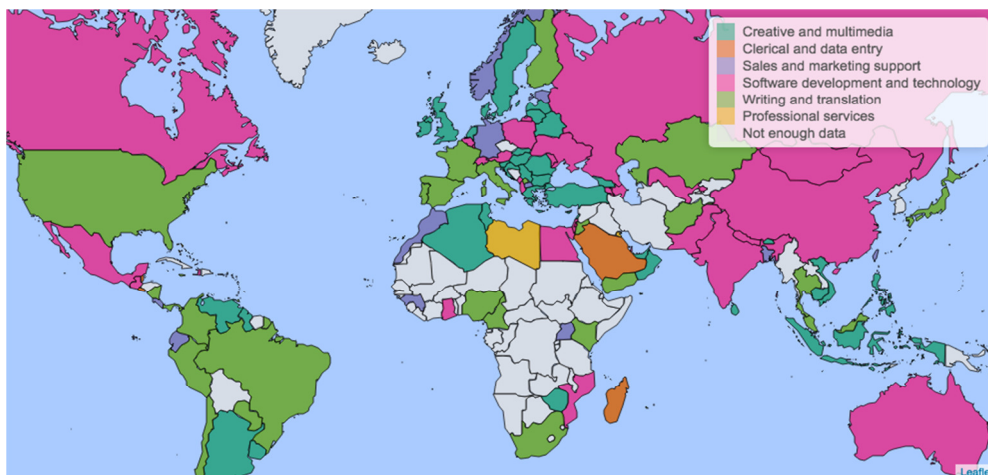 Creative and multimedia
Clerical and data entry
Sales and marketing support
Software development and technology
Writing and translation
Professional services
Not enough data
Leafle